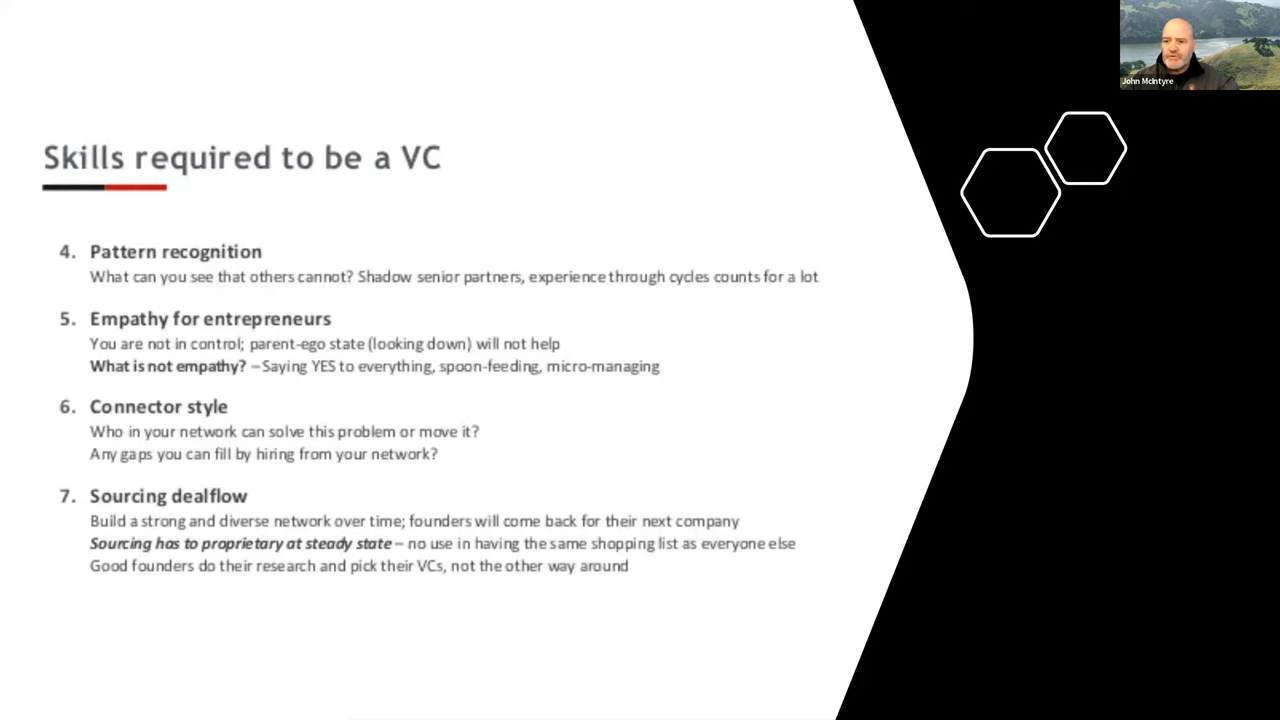 John McIntyre
Skills required to be a VC
4. Pattern recognition
What can you see that others cannot? Shadow senior partners, experience through cycles counts for a lot
5. Empathy for entrepreneurs
You are not in control; parent-ego state (looking down) will not help
What is not empathy? – Saying YES to everything, spoon-feeding, micro-managing
6. Connector style
Who in your network can solve this problem or move it?
Any gaps you can fill by hiring from your network?
7. Sourcing dealflow
Build a strong and diverse network over time; founders will come back for their next company
Sourcing has to proprietary at steady state – no use in having the same shopping list as everyone else
Good founders do their research and pick their VCs, not the other way around